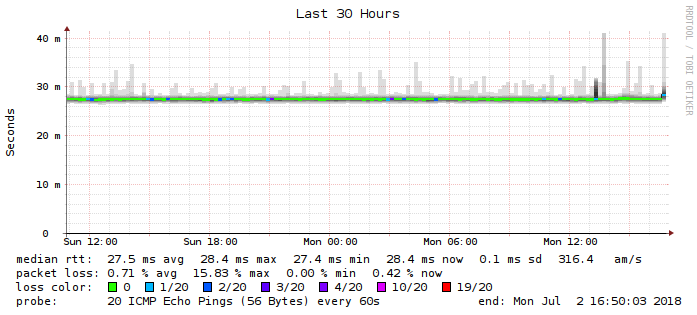 Last 30 Hours
RRDTOOL / TOBI OETIKER
Seconds
40 m
30 m
20 m
10 m
0
Sun 12:00 Sun 18:00 Mon 00:00 Mon 06:00 Mon 12:00
median rtt: 27.5 ms avg 28.4 ms max 27.4 ms min 28.4 ms now 0.1 ms sd 316.4 am/s
packet loss: 0.71 % avg 15.83 % max 0.00 % min 0.42 % now
loss color: 0 1/20 2/20 3/20 4/20 10/20 19/20
probe: 20 ICMP Echo Pings (56 Bytes) every 60s end: Mon Jul 2 16:50:03 2018